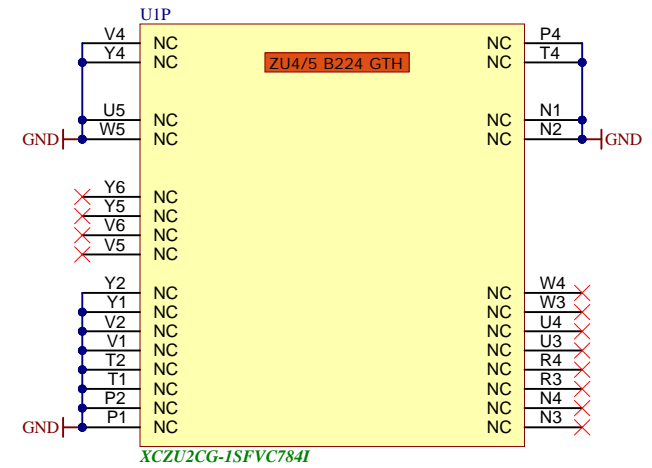 U1P
V4 NC NC P4
Y4 NC ZU4/5 B224 GTH NC T4
U5 NC NC N1
GND W5 NC NC N2 GND
Y6 NC
Y5 NC
V6 NC
V5 NC
Y2 NC NC W4
Y1 NC NC W3
V2 NC NC U4
V1 NC NC U3
T2 NC NC R4
T1 NC NC R3
P2 NC NC N4
GND P1 NC NC N3
XCZU2CG-1SFVC784I